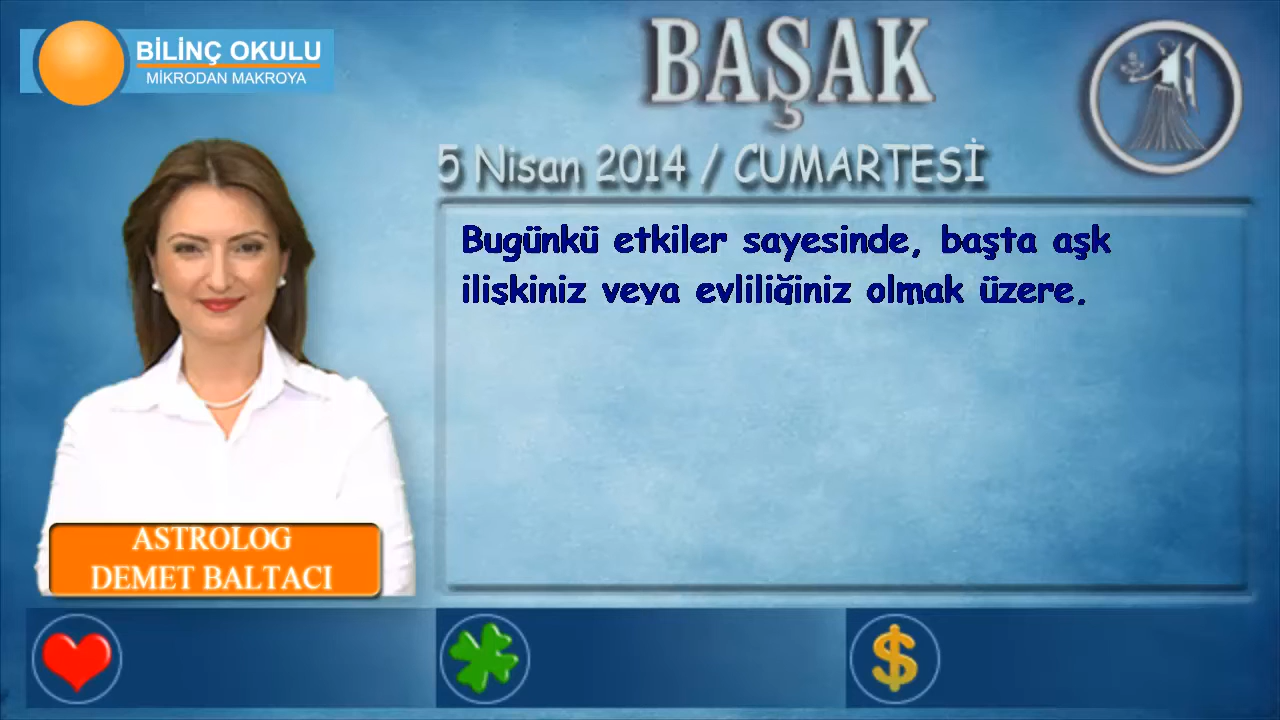 BİLİNÇ OKULU
MİKRODAN MAKROYA
BAŞAK
5 Nisan 2014 / CUMARTESİ
Bugünkü etkiler sayesinde, başta aşk
ilişkiniz veya evliliğiniz olmak üzere,
ASTROLOG
DEMET BALTACI